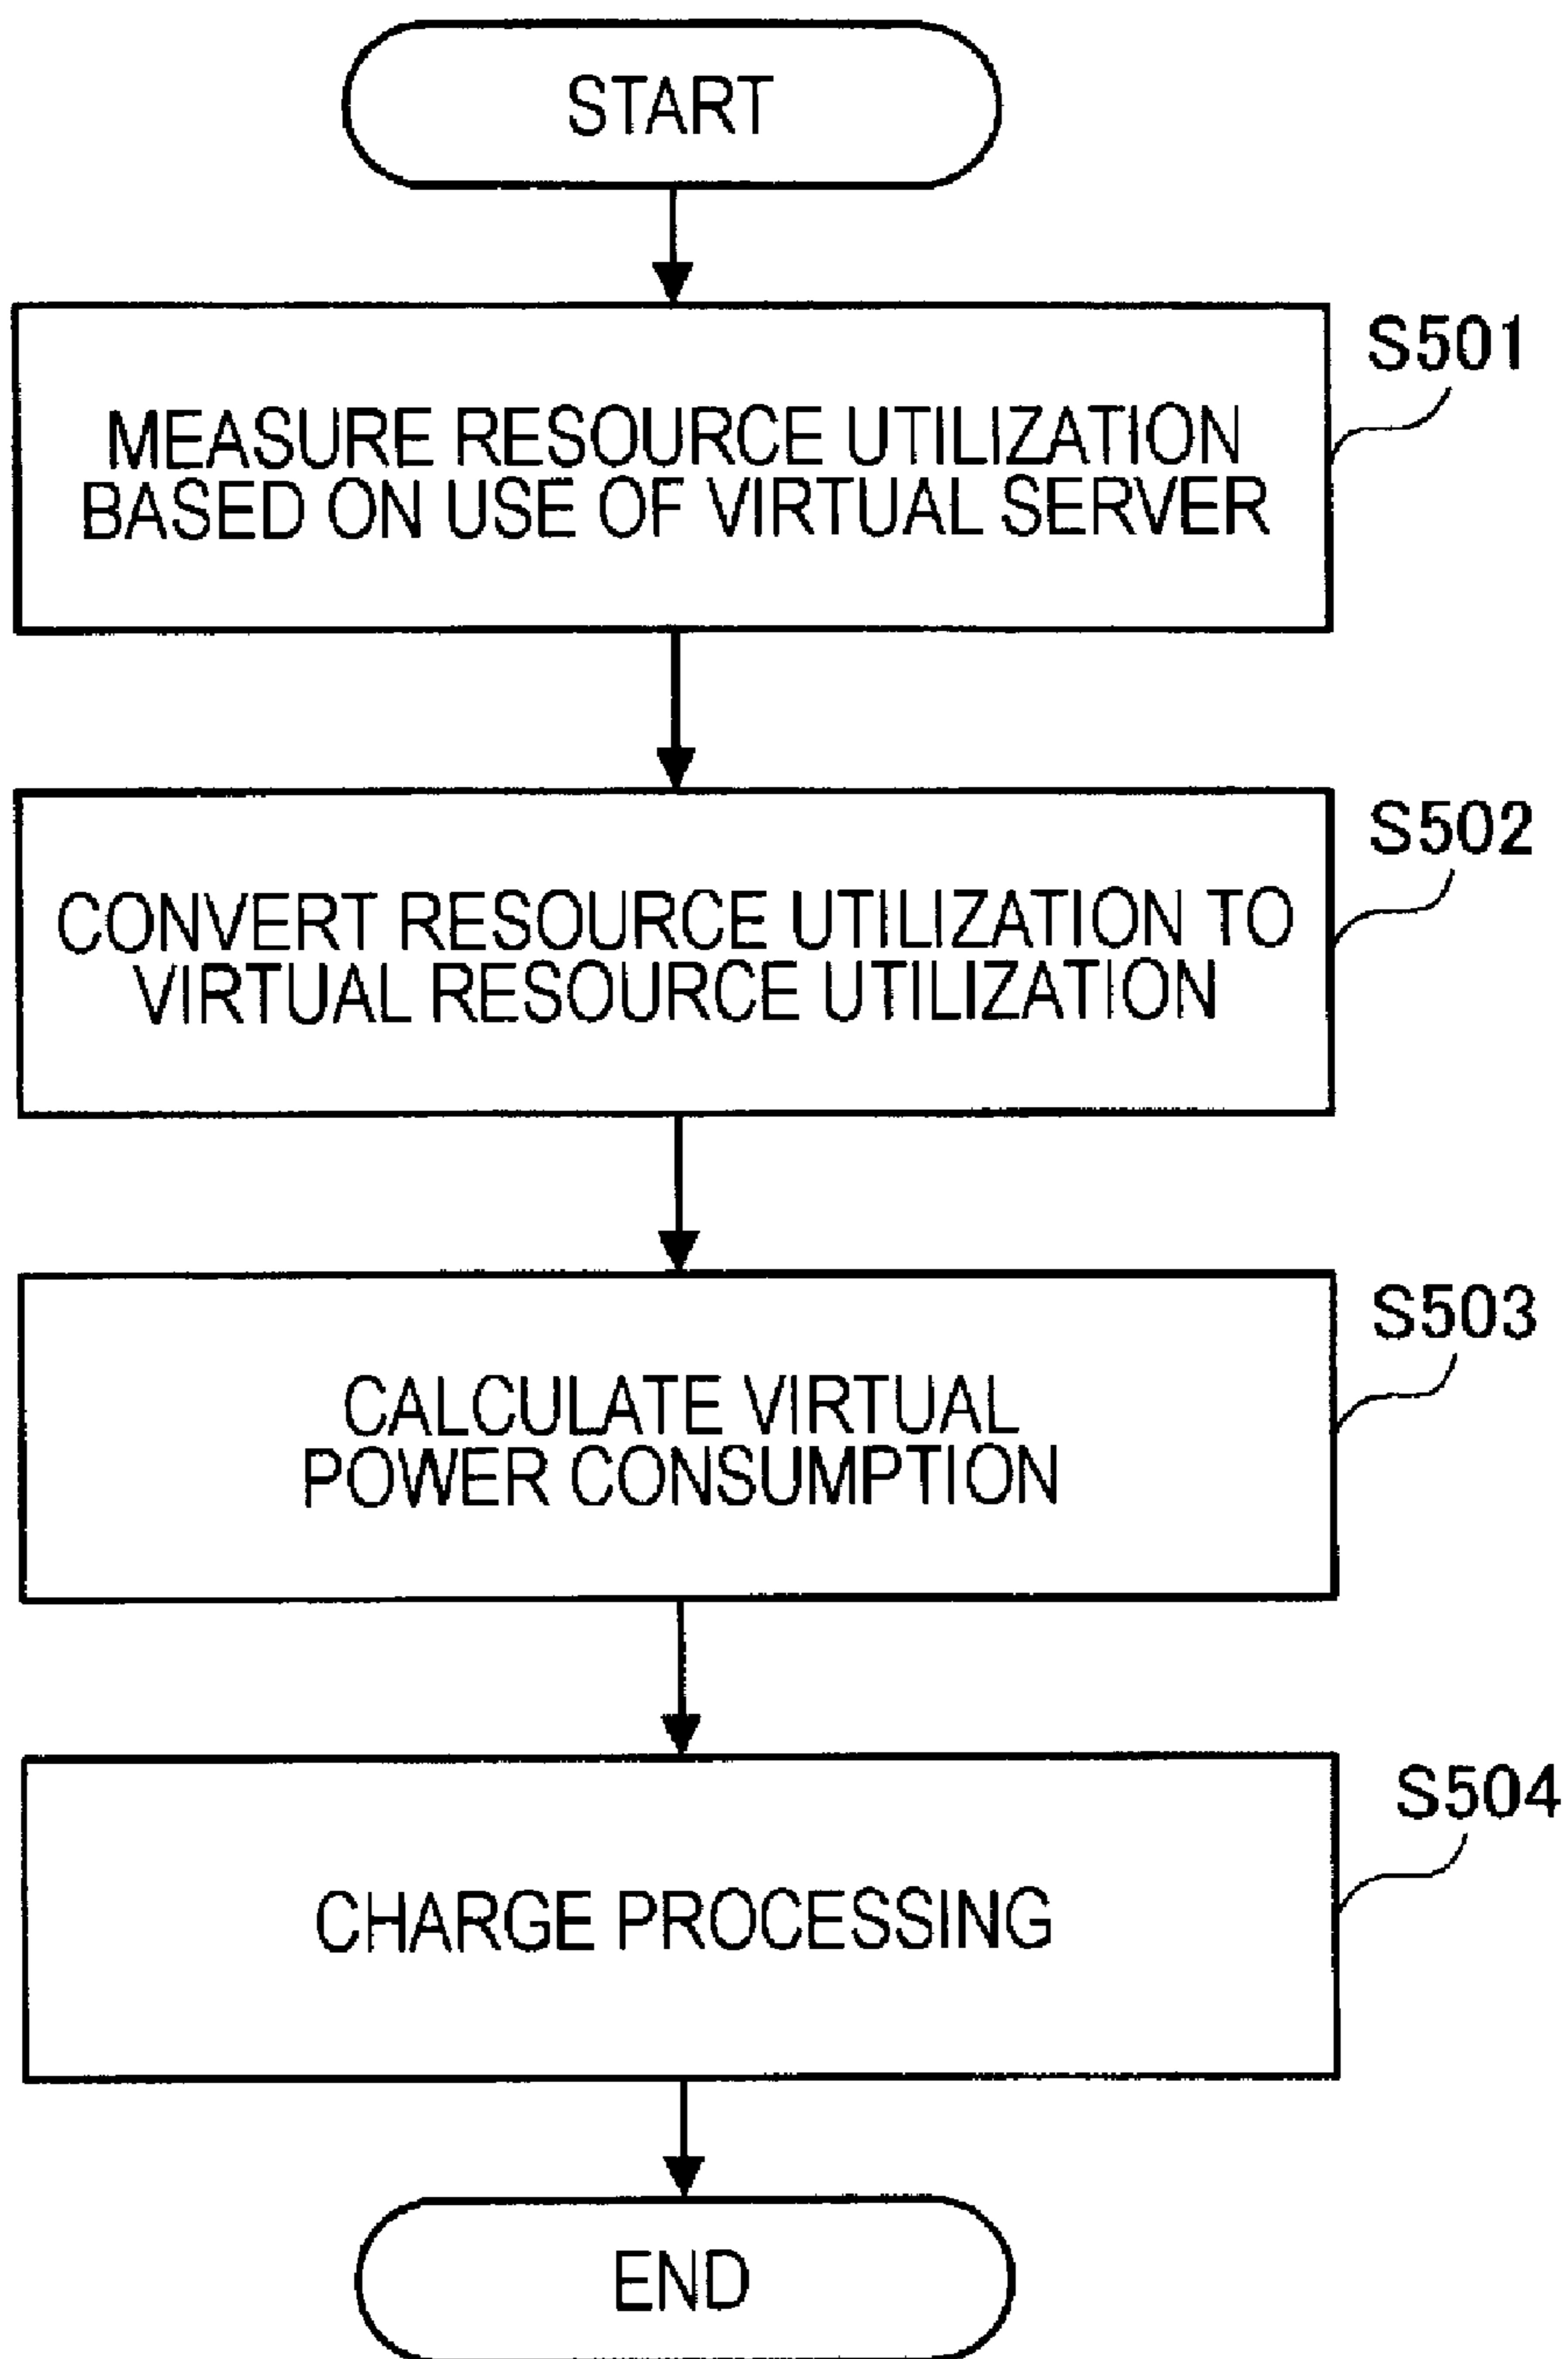 START
S501
MEASURE RESOURCE UTILIZATION
BASED ON USE OF VIRTUAL SERVER
S502
CONVERT RESOURCE UTILIZATION TO
VIRTUAL RESOURCE UTILIZATION
S503
CALCULATE VIRTUAL
POWER CONSUMPTION
S504
CHARGE PROCESSING
END